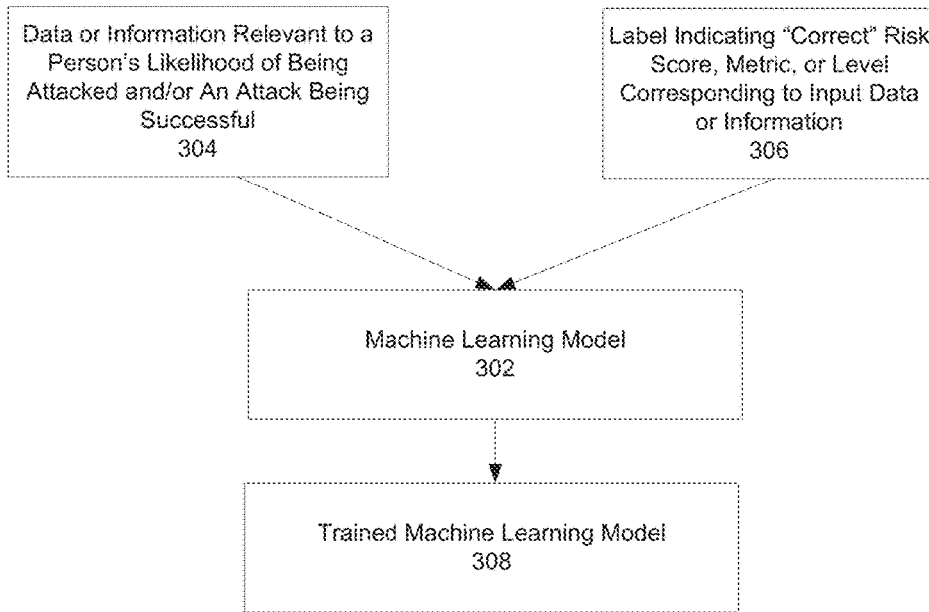 Data or Information Relevant to a
Person's Likelihood of Being
Attacked and/or An Attack Being
Successful
304
Label Indicating "Correct" Risk
Score, Metric, or Level
Corresponding to Input Data
or Information
306
Machine Learning Model
302
Trained Machine Learning Model
308